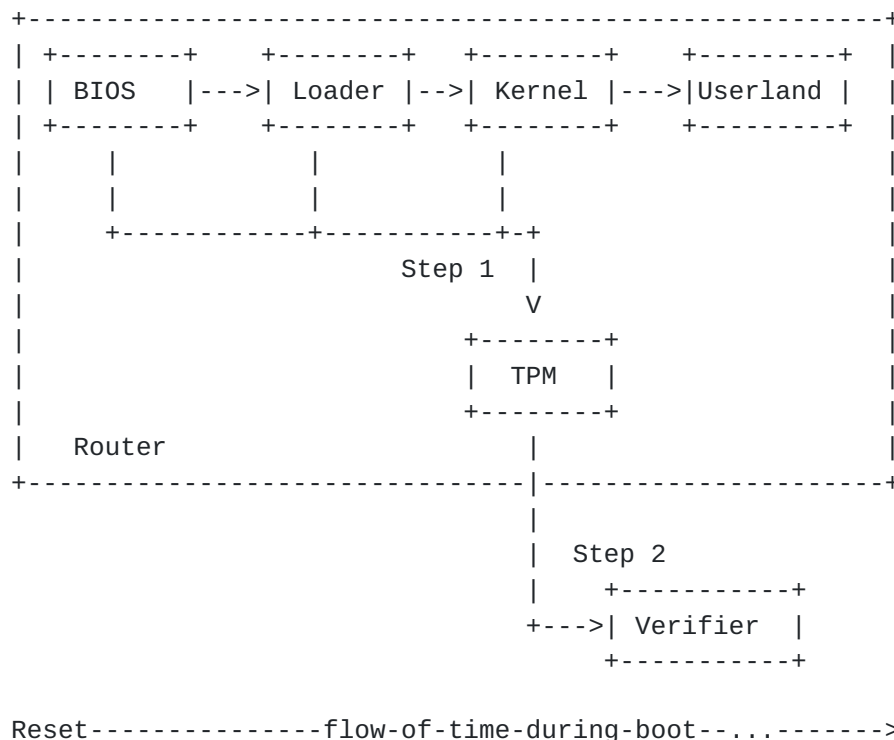 BIOS ---> Loader --> Kernel ---> Userland
Step 1
V
TPM
Router
Step 2
+---> Verifier
Reset---------------flow-of-time-during-boot--...------->